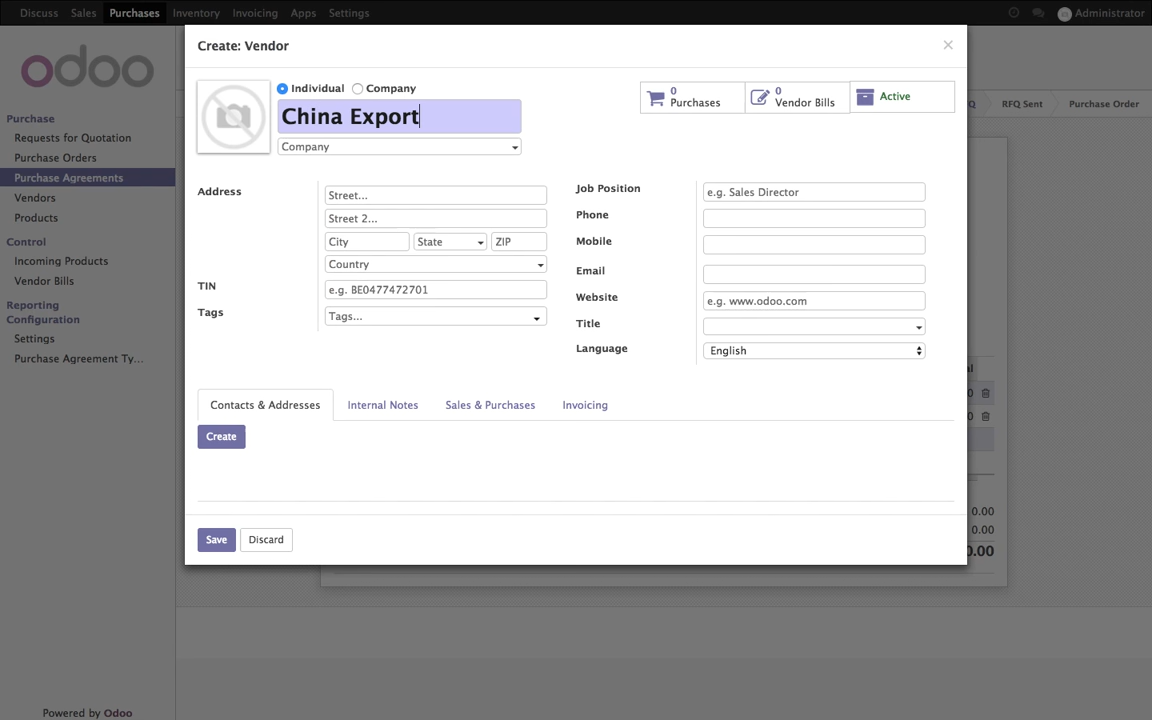 Discuss Sales Purchases Inventory Invoicing Apps Settings Administrator
odoo
Purchase
Requests for Quotation
Purchase Orders
Purchase Agreements
Vendors
Products
Control
Incoming Products
Vendor Bills
Reporting
Configuration
Settings
Purchase Agreement Ty...
Powered by Odoo
Create: Vendor ×
Individual Company
China Export
Company
0 Purchases
0 Vendor Bills
Active
Address
Street...
Street 2...
City State ZIP
Country
TIN e.g. BE0477472701
Tags Tags...
Job Position e.g. Sales Director
Phone
Mobile
Email
Website e.g. www.odoo.com
Title
Language English
Contacts & Addresses Internal Notes Sales & Purchases Invoicing
Create
Save Discard
RFQ Sent Purchase Order
0.00
0.00
0.00